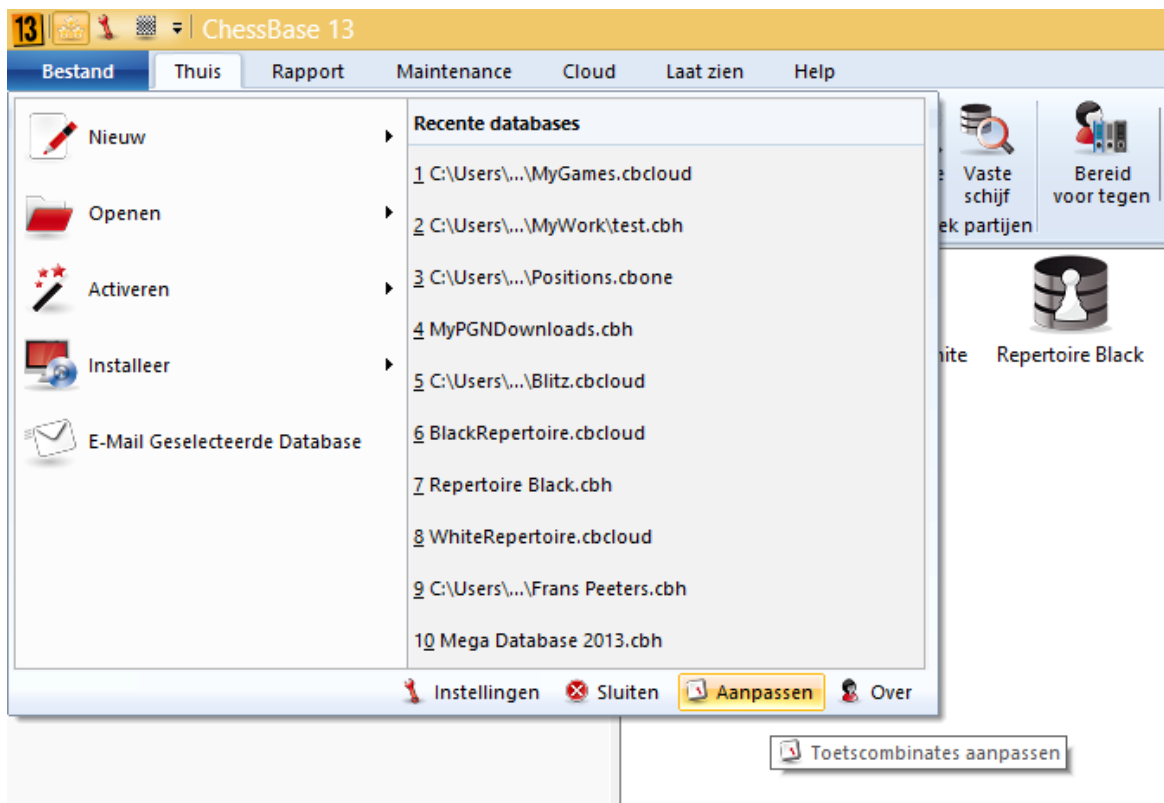 13 ChessBase 13
Bestand Thuis Rapport Maintenance Cloud Laat zien Help
Nieuw
Openen
Activeren
Installeer
E-Mail Geselecteerde Database
Recente databases
1 C:\Users\...\MyGames.cbcloud
2 C:\Users\...\MyWork\test.cbh
3 C:\Users\...\Positions.cbone
4 MyPGNDownloads.cbh
5 C:\Users\...\Blitz.cbcloud
6 BlackRepertoire.cbcloud
7 Repertoire Black.cbh
8 WhiteRepertoire.cbcloud
9 C:\Users\...\Frans Peeters.cbh
10 Mega Database 2013.cbh
Instellingen Sluiten Aanpassen Over
Toetscombinates aanpassen
Vaste
schijf
Bereid
voor tegen
partijen
Repertoire Black